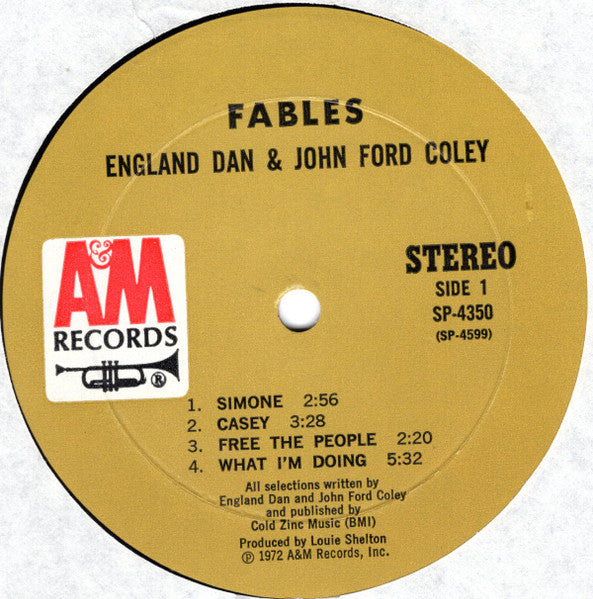 FABLES
ENGLAND DAN & JOHN FORD COLEY
A&M
RECORDS
®
STEREO
SIDE 1
SP-4350
(SP-4599)
1. SIMONE 2:56
2. CASEY 3:28
3. FREE THE PEOPLE 2:20
4. WHAT I'M DOING 5:32
All selections written by
England Dan and John Ford Coley
and published by
Cold Zinc Music (BMI)
Produced by Louie Shelton
℗ 1972 A&M Records, Inc.